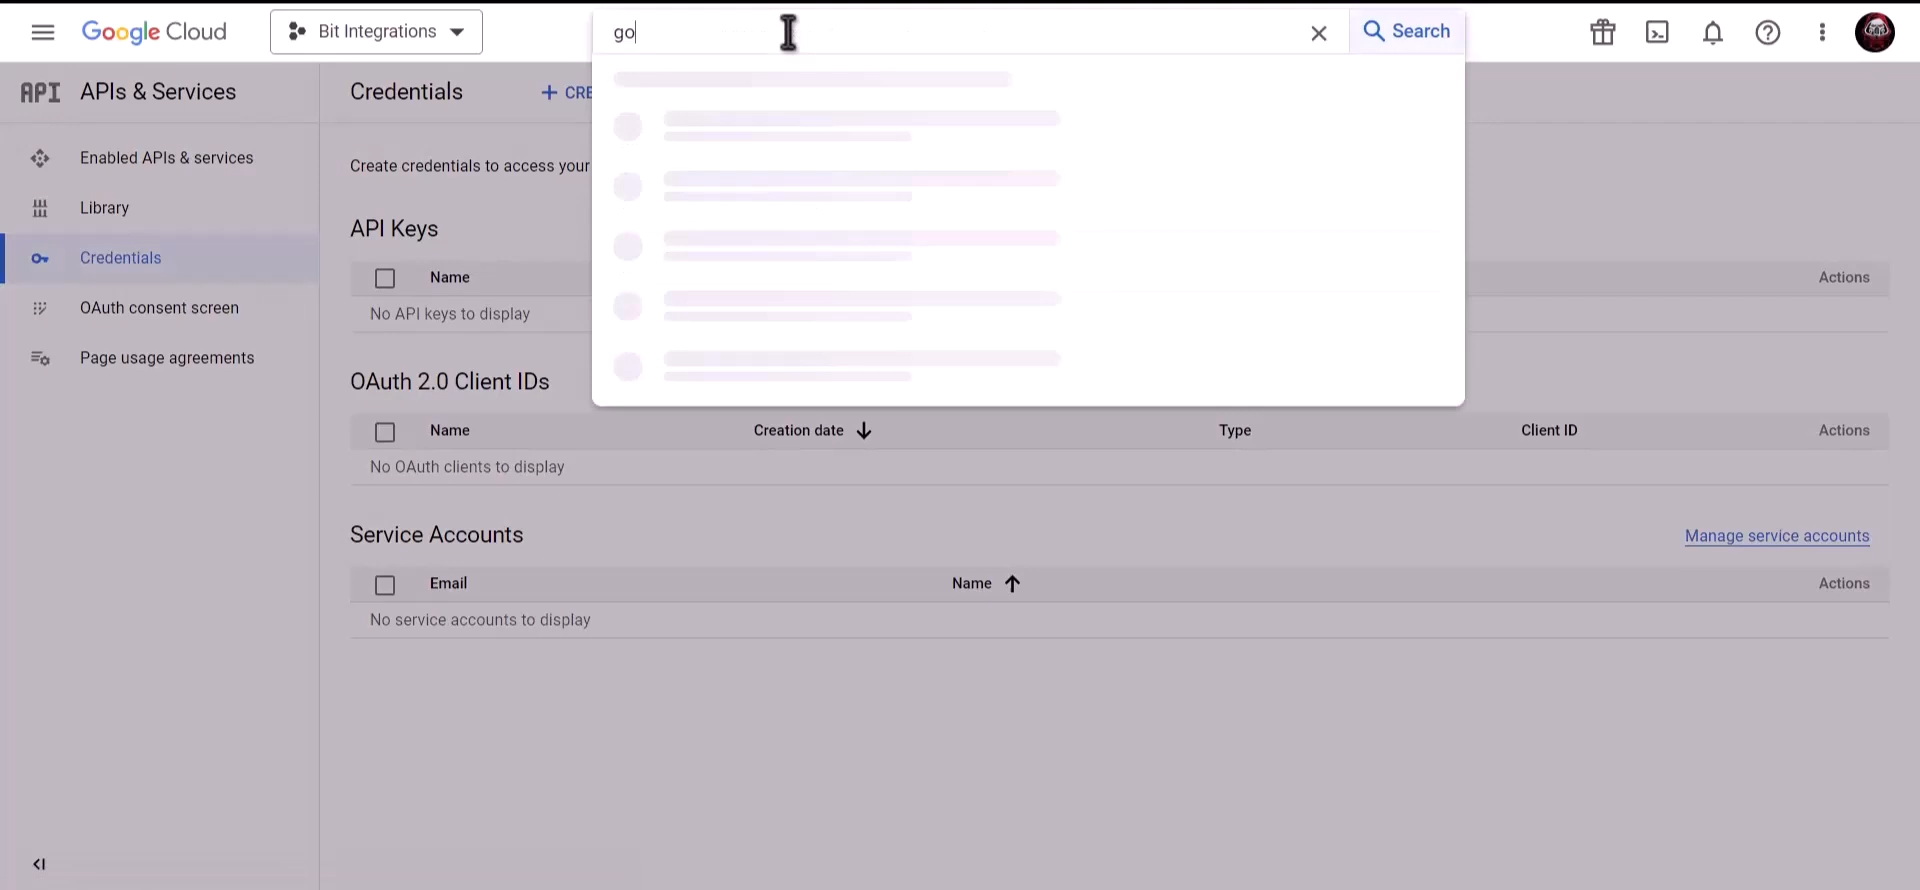 Google Cloud
Bit Integrations
go
Search
API APIs & Services
Credentials
+ CRE
Enabled APIs & services
Library
Credentials
OAuth consent screen
Page usage agreements
Create credentials to access your
API Keys
Name
Actions
No API keys to display
OAuth 2.0 Client IDs
Name
Creation date
Type
Client ID
Actions
No OAuth clients to display
Service Accounts
Manage service accounts
Email
Name
Actions
No service accounts to display